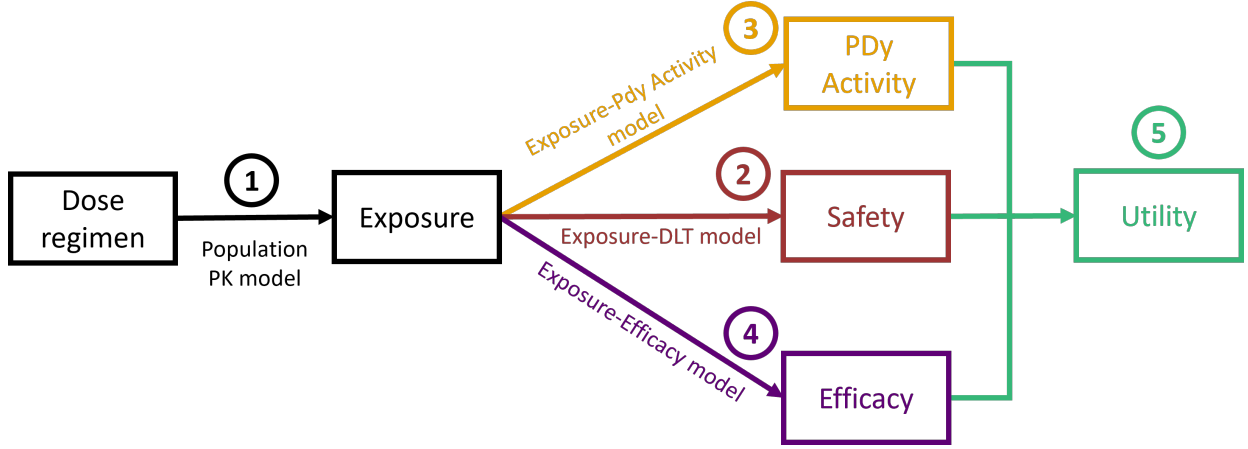 1
Dose
regimen
Population
PK model
Exposure
3
Exposure-Pdy Activity
model
PDy
Activity
2
Exposure-DLT model
Safety
4
Exposure-Efficacy model
Efficacy
5
Utility